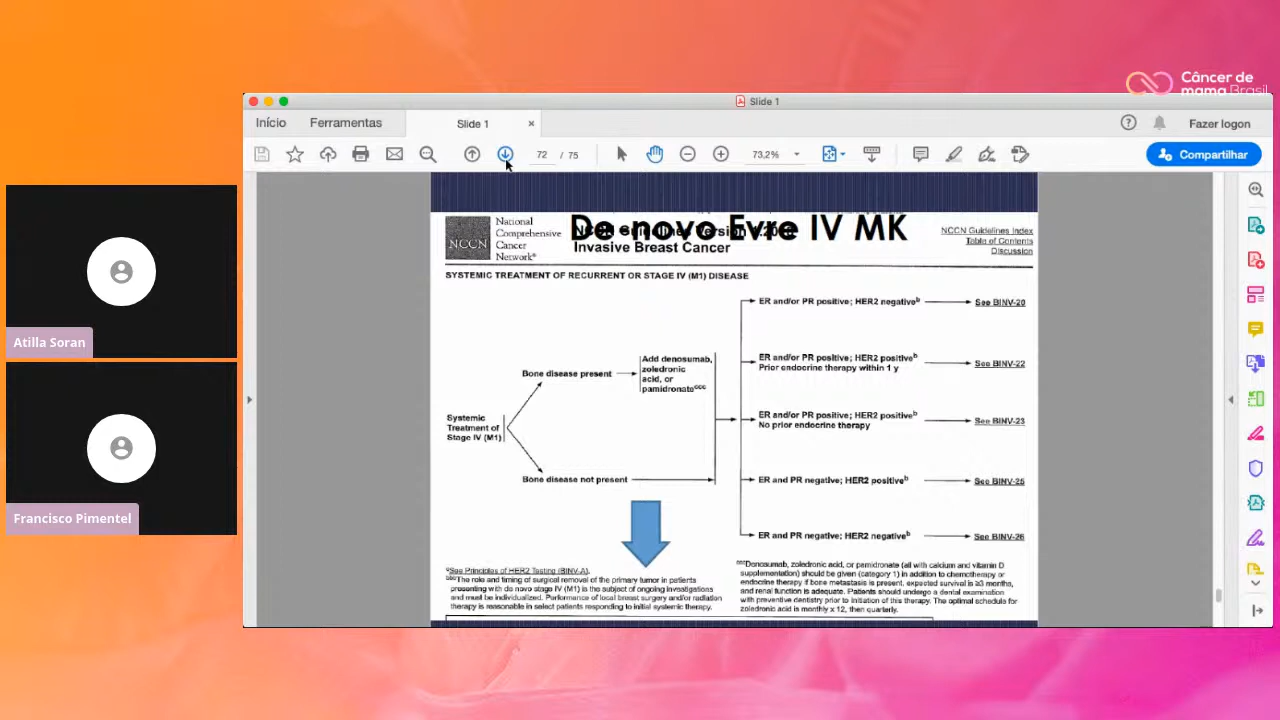 Câncer de
mama Brasil
Slide 1
Início
Ferramentas
Slide 1
Fazer logon
72 / 75
73,2%
Compartilhar
Atilla Soran
Francisco Pimentel
NCCN
National
Comprehensive
Cancer
Network®
De novo Evre IV MK
NCCN Guidelines Version
Invasive Breast Cancer
NCCN Guidelines Index
Table of Contents
Discussion
SYSTEMIC TREATMENT OF RECURRENT OR STAGE IV (M1) DISEASE
Systemic
Treatment of
Stage IV (M1)
Bone disease present
Add denosumab,
zoledronic
acid, or
pamidronateccc
Bone disease not present
ER and/or PR positive; HER2 negativeb
See BINV-20
ER and/or PR positive; HER2 positiveb
Prior endocrine therapy within 1 y
See BINV-22
ER and/or PR positive; HER2 positiveb
No prior endocrine therapy
See BINV-23
ER and PR negative; HER2 positiveb
See BINV-25
ER and PR negative; HER2 negativeb
See BINV-26
See Principles of HER2 Testing (BINV-A).
The role and timing of surgical removal of the primary tumor in patients
presenting with de novo stage IV (M1) is the subject of ongoing investigations
and must be individualized. Performance of local breast surgery and/or radiation
therapy is reasonable in select patients responding to initial systemic therapy.
cccDenosumab, zoledronic acid, or pamidronate (all with calcium and vitamin D
supplementation) should be given (category 1) in addition to chemotherapy or
endocrine therapy if bone metastasis is present, expected survival is ≥3 months,
and renal function is adequate. Patients should undergo a dental examination
with preventive dentistry prior to initiation of this therapy. The optimal schedule for
zoledronic acid is monthly x 12, then quarterly.